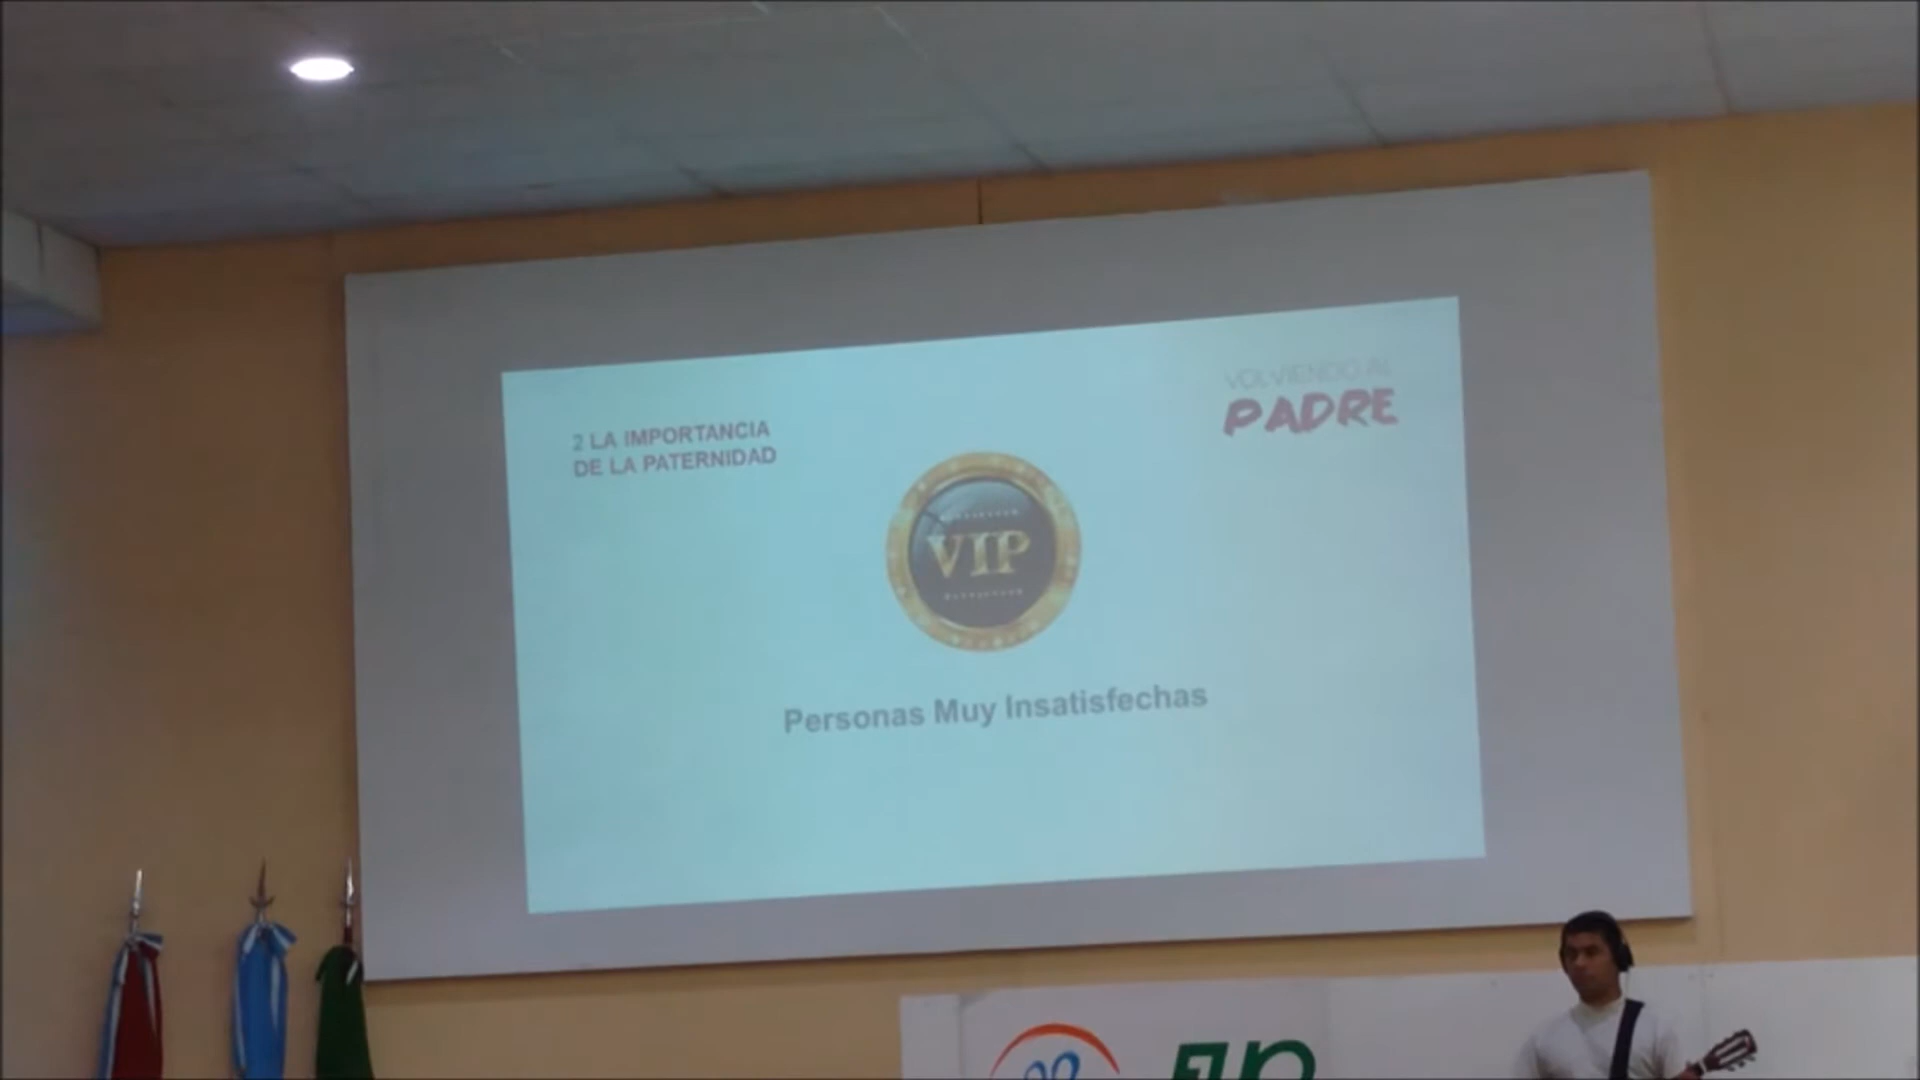 VOLVIENDO AL
PADRE
2 LA IMPORTANCIA
DE LA PATERNIDAD
VIP
Personas Muy Insatisfechas